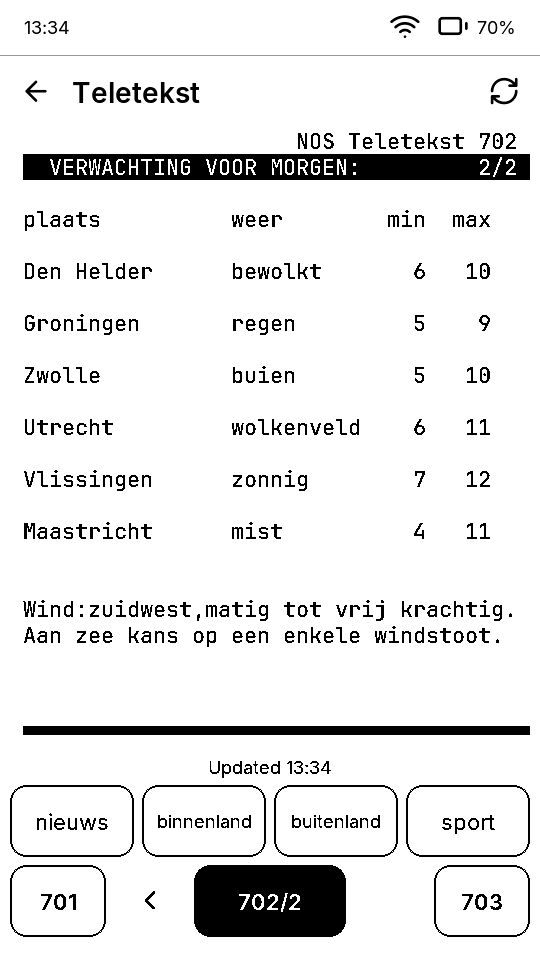 13:34 70%
Teletekst
NOS Teletekst 702
VERWACHTING VOOR MORGEN: 2/2
plaats weer min max
Den Helder bewolkt 6 10
Groningen regen 5 9
Zwolle buien 5 10
Utrecht wolkenveld 6 11
Vlissingen zonnig 7 12
Maastricht mist 4 11
Wind:zuidwest,matig tot vrij krachtig.
Aan zee kans op een enkele windstoot.
Updated 13:34
nieuws binnenland buitenland sport
701 < 702/2 703